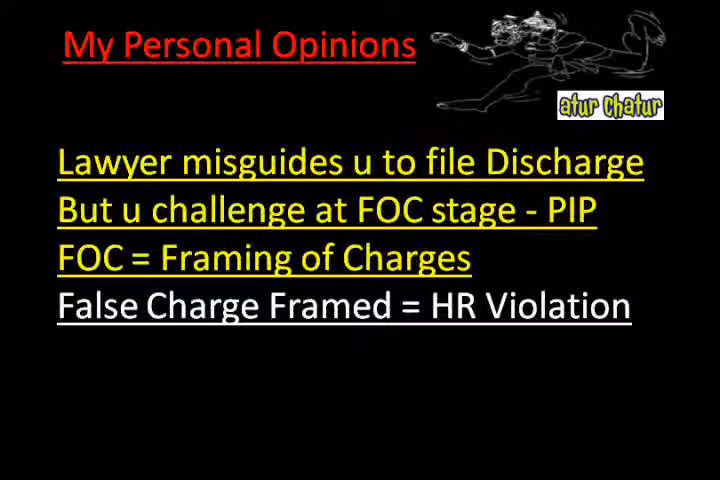 My Personal Opinions
atur chatur
Lawyer misguides u to file Discharge
But u challenge at FOC stage - PIP
FOC = Framing of Charges
False Charge Framed = HR Violation